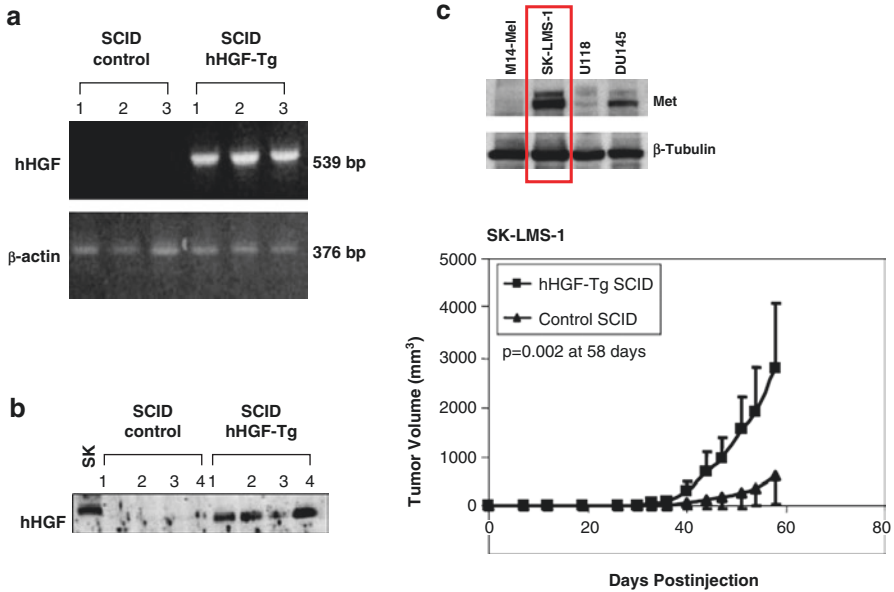 a
SCID
control
SCID
hHGF-Tg
1 2 3 1 2 3
hHGF
539 bp
β-actin
376 bp
b
SCID
control
SCID
hHGF-Tg
SK
1 2 3 4 1 2 3 4
hHGF
c
M14-Mel
SK-LMS-1
U118
DU145
Met
β-Tubulin
SK-LMS-1
5000
4000
3000
2000
1000
0
hHGF-Tg SCID
Control SCID
p=0.002 at 58 days
Tumor Volume (mm³)
0 20 40 60 80
Days Postinjection